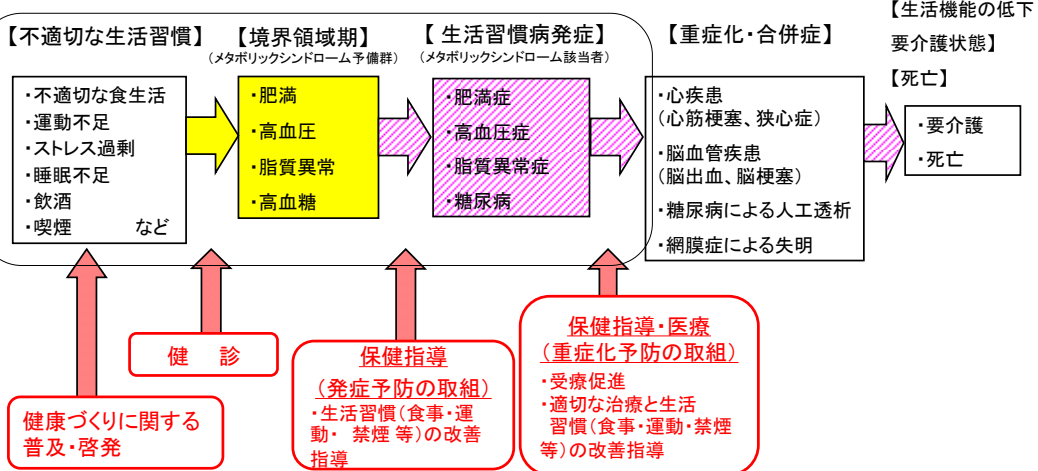 【不適切な生活習慣】
・不適切な食生活
・運動不足
・ストレス過剰
・睡眠不足
・飲酒
・喫煙 など
【境界領域期】
(メタボリックシンドローム予備群)
・肥満
・高血圧
・脂質異常
・高血糖
【 生活習慣病発症】
(メタボリックシンドローム該当者)
・肥満症
・高血圧症
・脂質異常症
・糖尿病
【重症化・合併症】
・心疾患
(心筋梗塞、狭心症)
・脳血管疾患
(脳出血、脳梗塞)
・糖尿病による人工透析
・網膜症による失明
【生活機能の低下
要介護状態】
【死亡】
・要介護
・死亡
健康づくりに関する
普及・啓発
健 診
保健指導
(発症予防の取組)
・生活習慣(食事・運
動・ 禁煙 等)の改善
指導
保健指導・医療
(重症化予防の取組)
・受療促進
・適切な治療と生活
習慣(食事・運動・禁煙
等)の改善指導